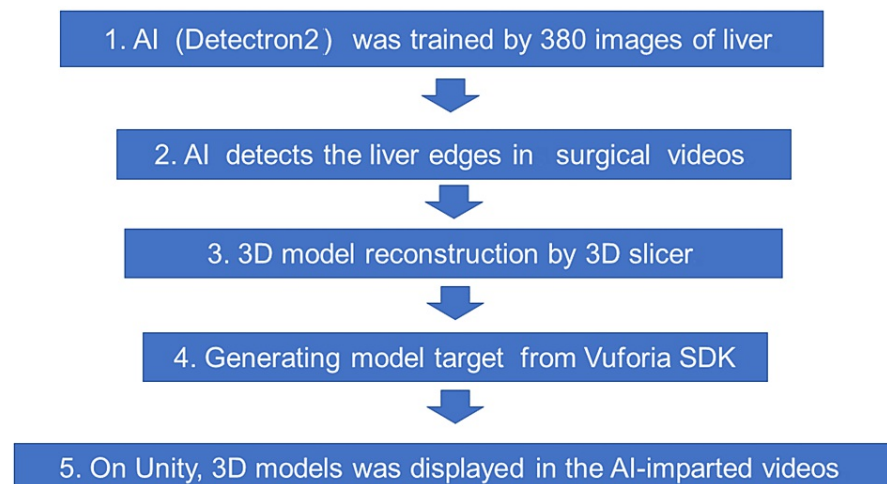 1. AI (Detectron2) was trained by 380 images of liver
2. AI detects the liver edges in surgical videos
3. 3D model reconstruction by 3D slicer
4. Generating model target from Vuforia SDK
5. On Unity, 3D models was displayed in the AI-imparted videos